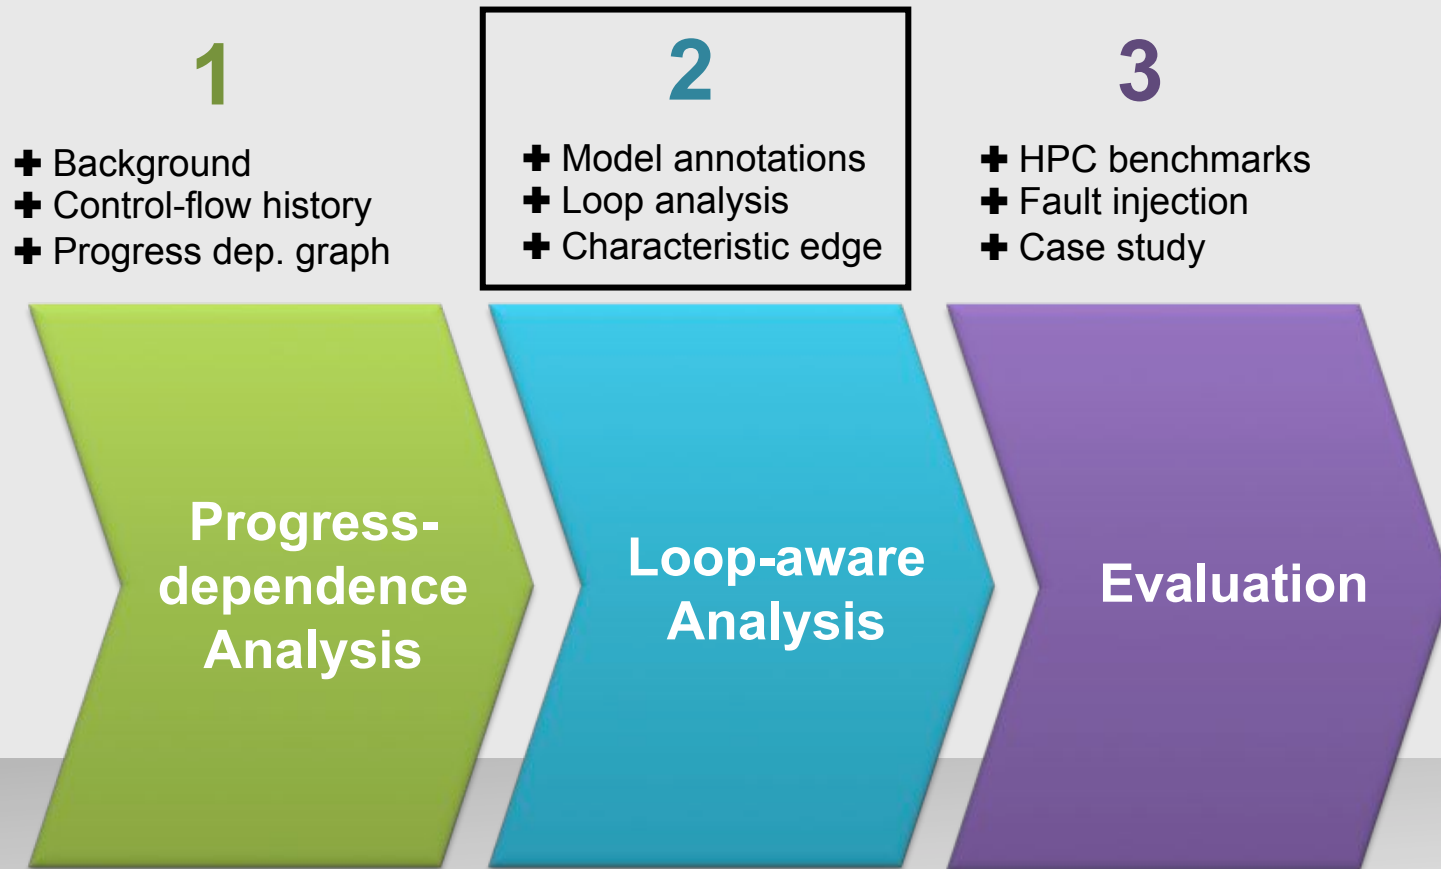 1
✚ Background
✚ Control-flow history
✚ Progress dep. graph
2
✚ Model annotations
✚ Loop analysis
✚ Characteristic edge
3
✚ HPC benchmarks
✚ Fault injection
✚ Case study
Progress-
dependence
Analysis
Loop-aware
Analysis
Evaluation